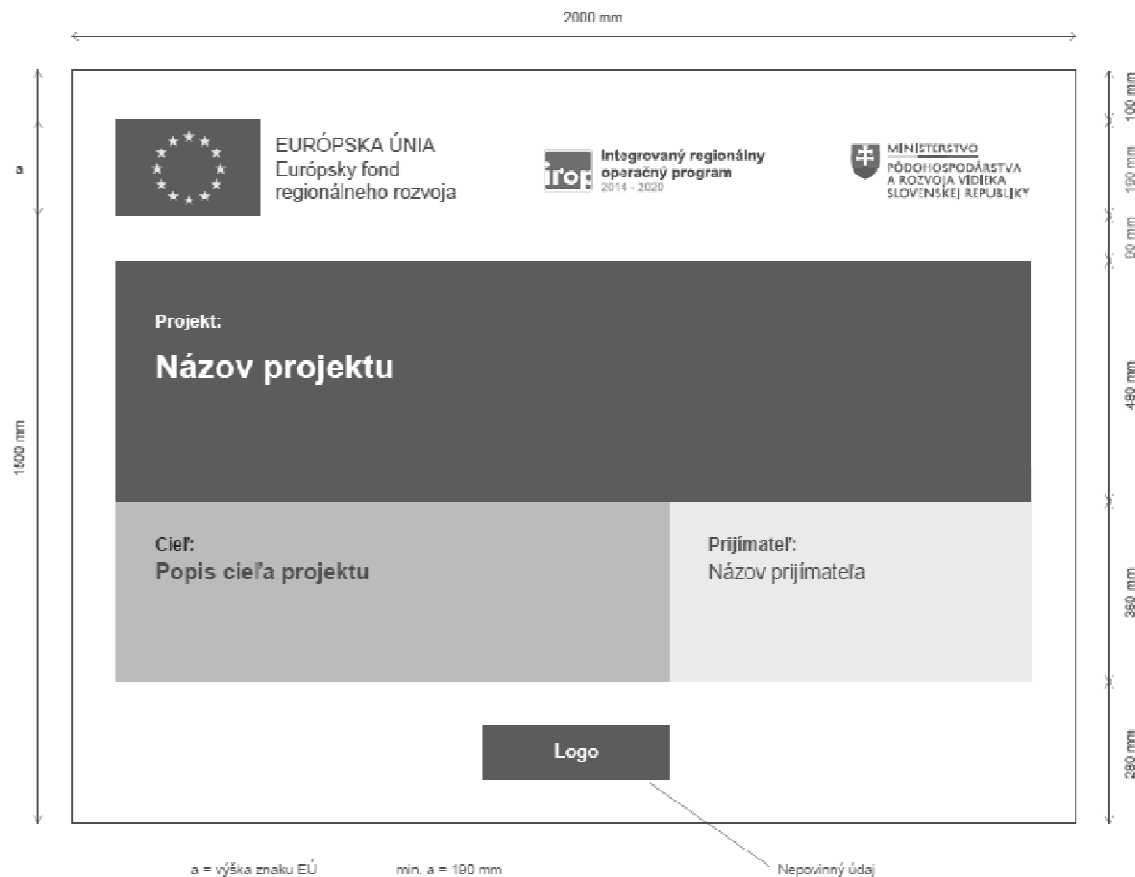 2000 mm
100 mm
a
EURÓPSKA ÚNIA
Európsky fond
regionálneho rozvoja
irop
Integrovaný regionálny
operačný program
2014 - 2020
MINISTERSTVO
PÔDOHOSPODÁRSTVA
A ROZVOJA VIDIEKA
SLOVENSKEJ REPUBLIKY
190 mm
90 mm
Projekt:
Názov projektu
480 mm
1500 mm
Cieľ:
Popis cieľa projektu
Prijímateľ:
Názov prijímateľa
360 mm
Logo
280 mm
a = výška znaku EÚ
min. a = 190 mm
Nepovinný údaj